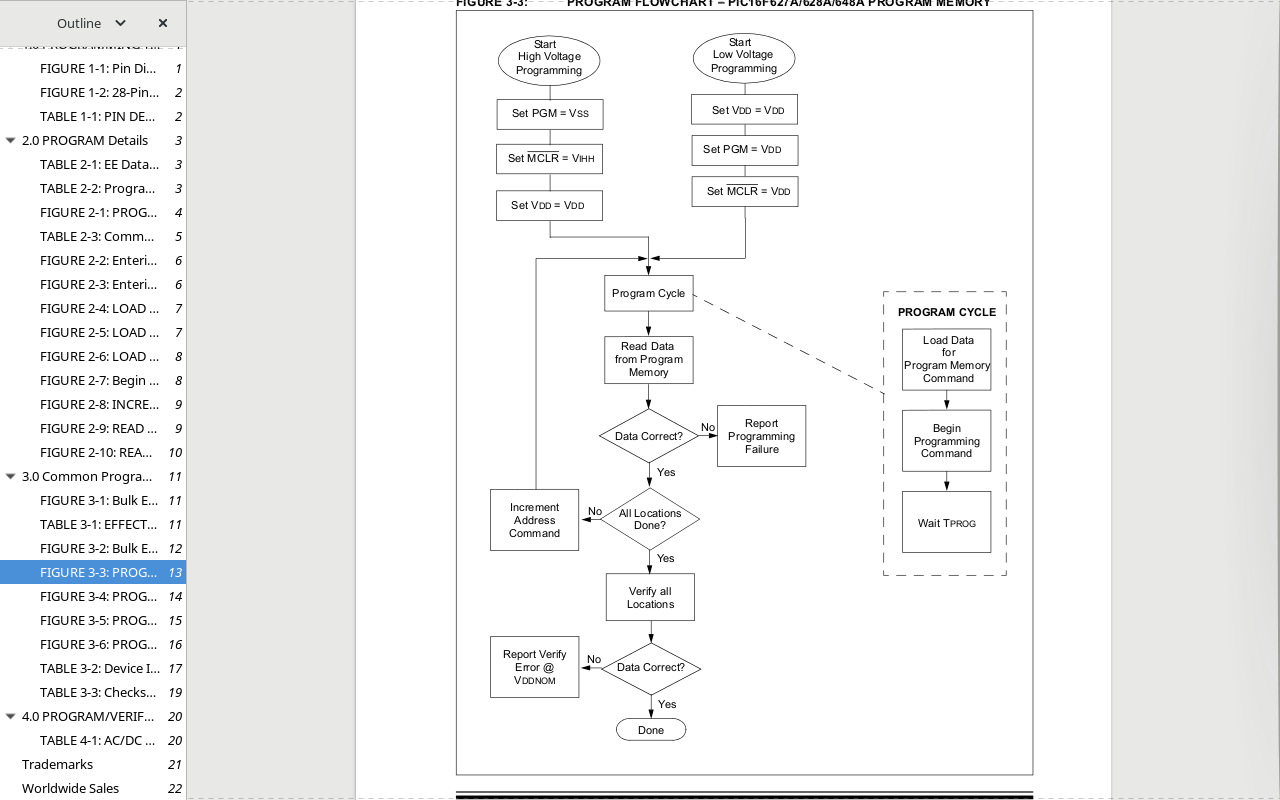 Outline
FIGURE 1-1: Pin Di... 1
FIGURE 1-2: 28-Pin... 2
TABLE 1-1: PIN DE... 2
2.0 PROGRAM Details 3
TABLE 2-1: EE Data... 3
TABLE 2-2: Progra... 3
FIGURE 2-1: PROG... 4
TABLE 2-3: Comm... 5
FIGURE 2-2: Enteri... 6
FIGURE 2-3: Enteri... 6
FIGURE 2-4: LOAD ... 7
FIGURE 2-5: LOAD ... 7
FIGURE 2-6: LOAD ... 8
FIGURE 2-7: Begin ... 8
FIGURE 2-8: INCRE... 9
FIGURE 2-9: READ ... 9
FIGURE 2-10: REA... 10
3.0 Common Progra... 11
FIGURE 3-1: Bulk E... 11
TABLE 3-1: EFFECT... 11
FIGURE 3-2: Bulk E... 12
FIGURE 3-3: PROG... 13
FIGURE 3-4: PROG... 14
FIGURE 3-5: PROG... 15
FIGURE 3-6: PROG... 16
TABLE 3-2: Device I... 17
TABLE 3-3: Checks... 19
4.0 PROGRAM/VERIF... 20
TABLE 4-1: AC/DC ... 20
Trademarks 21
Worldwide Sales 22
FIGURE 3-3: PROGRAM FLOWCHART – PIC16F627A/628A/648A PROGRAM MEMORY
Start
High Voltage
Programming
Set PGM = VSS
Set MCLR = VIHH
Set VDD = VDD
Start
Low Voltage
Programming
Set VDD = VDD
Set PGM = VDD
Set MCLR = VDD
Program Cycle
Read Data
from Program
Memory
Data Correct?
No
Report
Programming
Failure
Yes
All Locations
Done?
No
Increment
Address
Command
Yes
Verify all
Locations
Data Correct?
No
Report Verify
Error @
VDDNOM
Yes
Done
PROGRAM CYCLE
Load Data
for
Program Memory
Command
Begin
Programming
Command
Wait TPROG